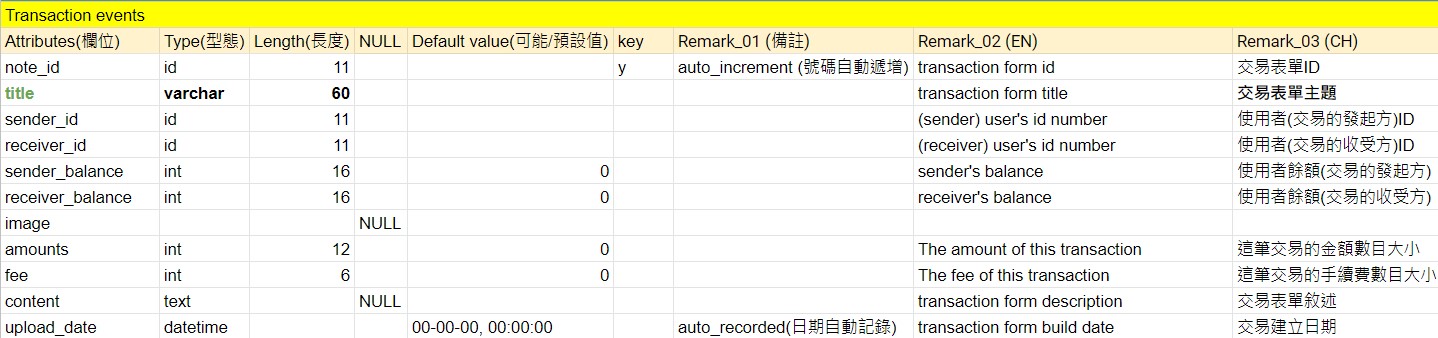 Transaction events
Attributes(欄位) Type(型態) Length(長度) NULL Default value(可能/預設值) key Remark_01 (備註) Remark_02 (EN) Remark_03 (CH)
note_id id 11 y auto_increment (號碼自動遞增) transaction form id 交易表單ID
title varchar 60 transaction form title 交易表單主題
sender_id id 11 (sender) user's id number 使用者(交易的發起方)ID
receiver_id id 11 (receiver) user's id number 使用者(交易的收受方)ID
sender_balance int 16 0 sender's balance 使用者餘額(交易的發起方)
receiver_balance int 16 0 receiver's balance 使用者餘額(交易的收受方)
image NULL
amounts int 12 0 The amount of this transaction 這筆交易的金額數目大小
fee int 6 0 The fee of this transaction 這筆交易的手續費數目大小
content text NULL transaction form description 交易表單敘述
upload_date datetime 00-00-00, 00:00:00 auto_recorded(日期自動記錄) transaction form build date 交易建立日期